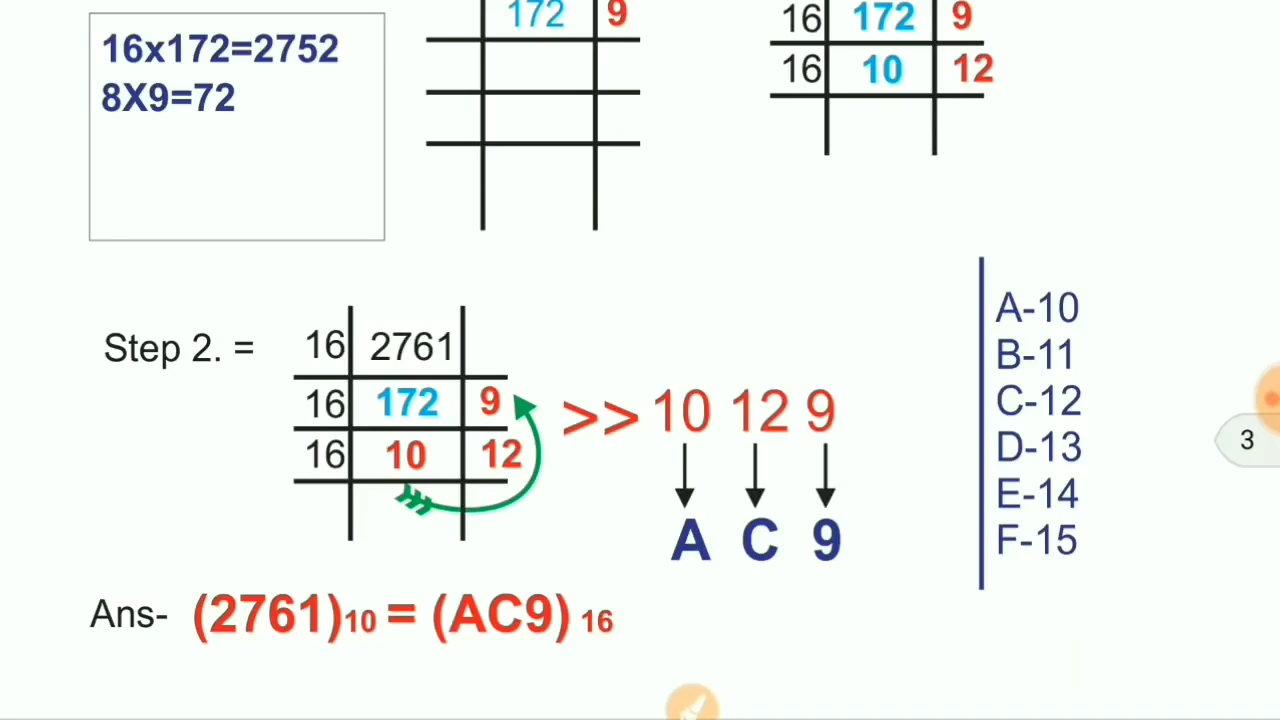 16x172=2752
8X9=72
172 9
16 172 9
16 10 12
Step 2. =
16 2761
16 172 9
16 10 12
>> 10 12 9
A C 9
A-10
B-11
C-12
D-13
E-14
F-15
3
Ans- (2761)10 = (AC9) 16